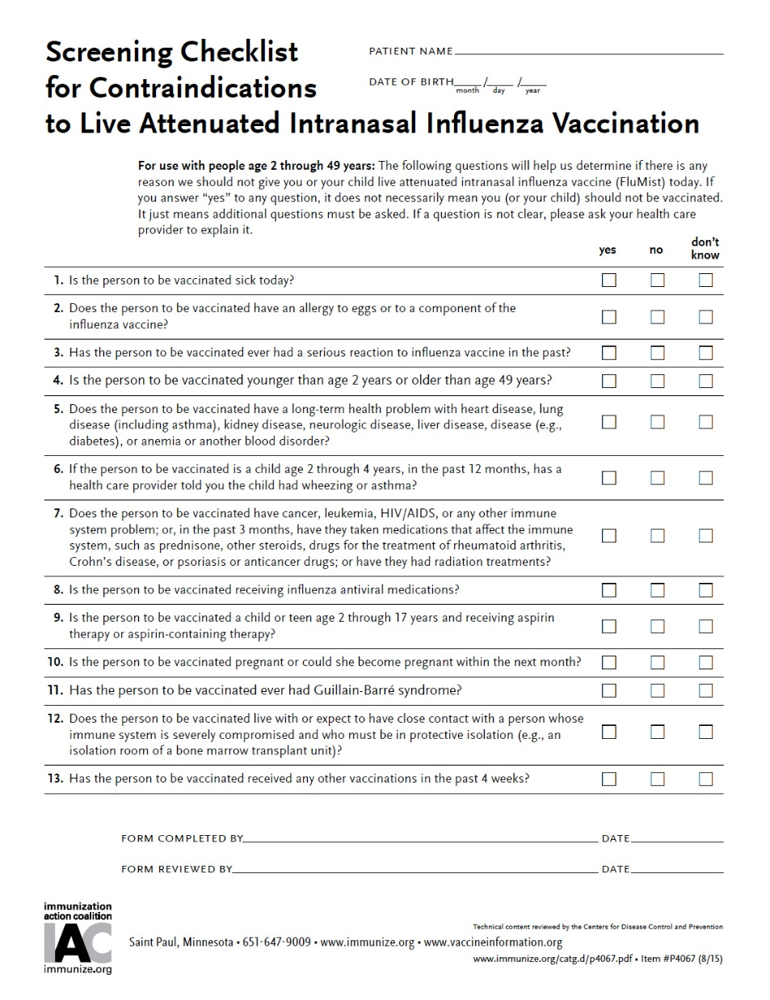 Screening Checklist
for Contraindications
to Live Attenuated Intranasal Influenza Vaccination
PATIENT NAME
DATE OF BIRTH / /
month day year
For use with people age 2 through 49 years: The following questions will help us determine if there is any
reason we should not give you or your child live attenuated intranasal influenza vaccine (FluMist) today. If
you answer “yes” to any question, it does not necessarily mean you (or your child) should not be vaccinated.
It just means additional questions must be asked. If a question is not clear, please ask your health care
provider to explain it.
yes no don’t
know
1. Is the person to be vaccinated sick today?
2. Does the person to be vaccinated have an allergy to eggs or to a component of the
influenza vaccine?
3. Has the person to be vaccinated ever had a serious reaction to influenza vaccine in the past?
4. Is the person to be vaccinated younger than age 2 years or older than age 49 years?
5. Does the person to be vaccinated have a long-term health problem with heart disease, lung
disease (including asthma), kidney disease, neurologic disease, liver disease, disease (e.g.,
diabetes), or anemia or another blood disorder?
6. If the person to be vaccinated is a child age 2 through 4 years, in the past 12 months, has a
health care provider told you the child had wheezing or asthma?
7. Does the person to be vaccinated have cancer, leukemia, HIV/AIDS, or any other immune
system problem; or, in the past 3 months, have they taken medications that affect the immune
system, such as prednisone, other steroids, drugs for the treatment of rheumatoid arthritis,
Crohn’s disease, or psoriasis or anticancer drugs; or have they had radiation treatments?
8. Is the person to be vaccinated receiving influenza antiviral medications?
9. Is the person to be vaccinated a child or teen age 2 through 17 years and receiving aspirin
therapy or aspirin-containing therapy?
10. Is the person to be vaccinated pregnant or could she become pregnant within the next month?
11. Has the person to be vaccinated ever had Guillain-Barré syndrome?
12. Does the person to be vaccinated live with or expect to have close contact with a person whose
immune system is severely compromised and who must be in protective isolation (e.g., an
isolation room of a bone marrow transplant unit)?
13. Has the person to be vaccinated received any other vaccinations in the past 4 weeks?
FORM COMPLETED BY DATE
FORM REVIEWED BY DATE
immunization
action coalition
IAC
immunize.org
Technical content reviewed by the Centers for Disease Control and Prevention
Saint Paul, Minnesota • 651-647-9009 • www.immunize.org • www.vaccineinformation.org
www.immunize.org/catg.d/p4067.pdf • Item #P4067 (8/15)